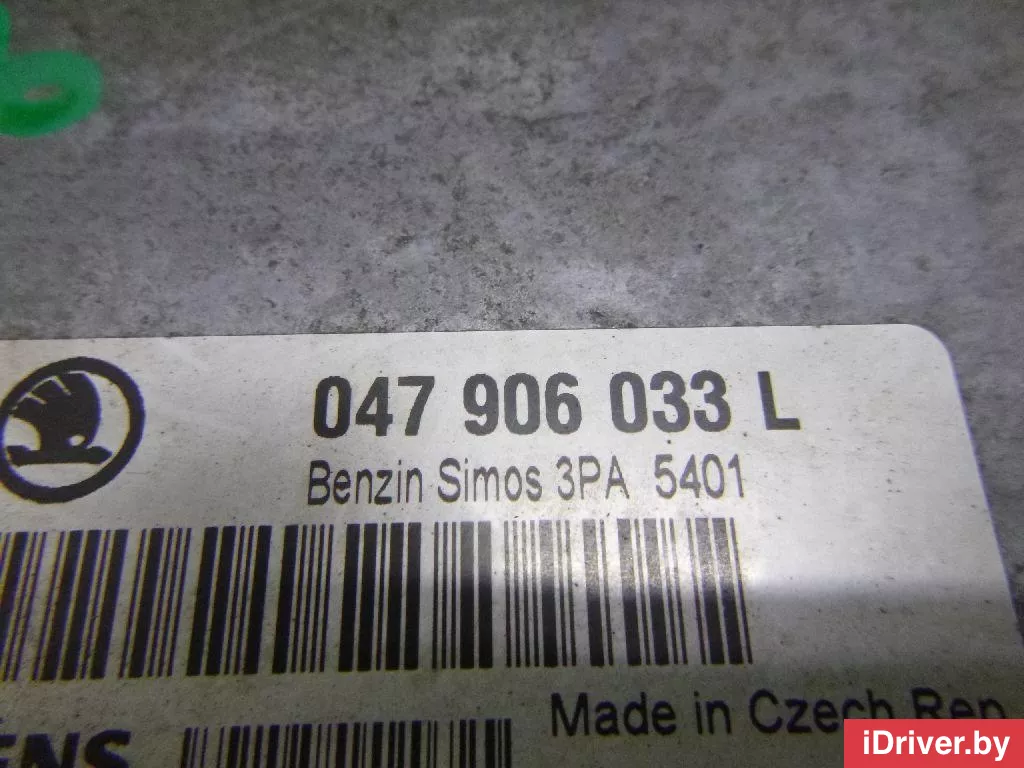 047 906 033 L
Benzin Simos 3PA 5401
Made in Czech Rep
iDriver.by